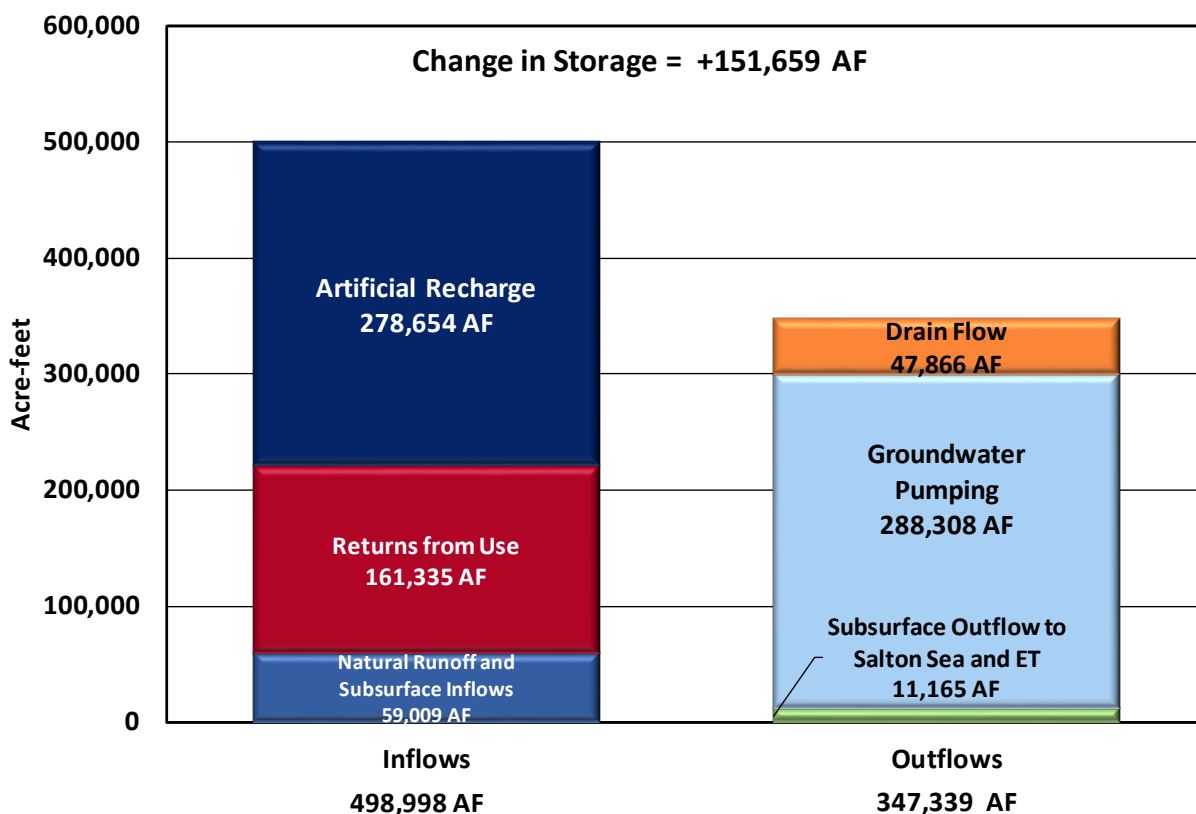 600,000
500,000
400,000
300,000
200,000
100,000
0
Acre-feet
Change in Storage = +151,659 AF
Artificial Recharge
278,654 AF
Returns from Use
161,335 AF
Natural Runoff and
Subsurface Inflows
59,009 AF
Drain Flow
47,866 AF
Groundwater
Pumping
288,308 AF
Subsurface Outflow to
Salton Sea and ET
11,165 AF
Inflows
498,998 AF
Outflows
347,339 AF